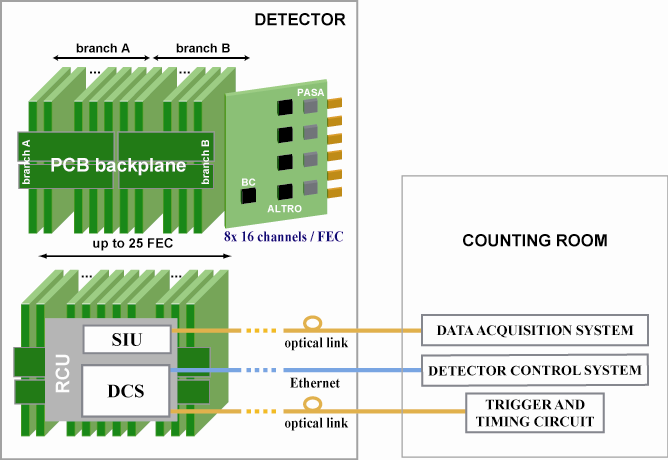 DETECTOR
branch A
branch B
...
...
PASA
branch A
PCB backplane
branch B
BC
ALTRO
8x 16 channels / FEC
up to 25 FEC
COUNTING ROOM
...
...
RCU
SIU
optical link
DATA ACQUISITION SYSTEM
DCS
Ethernet
DETECTOR CONTROL SYSTEM
optical link
TRIGGER AND
TIMING CIRCUIT